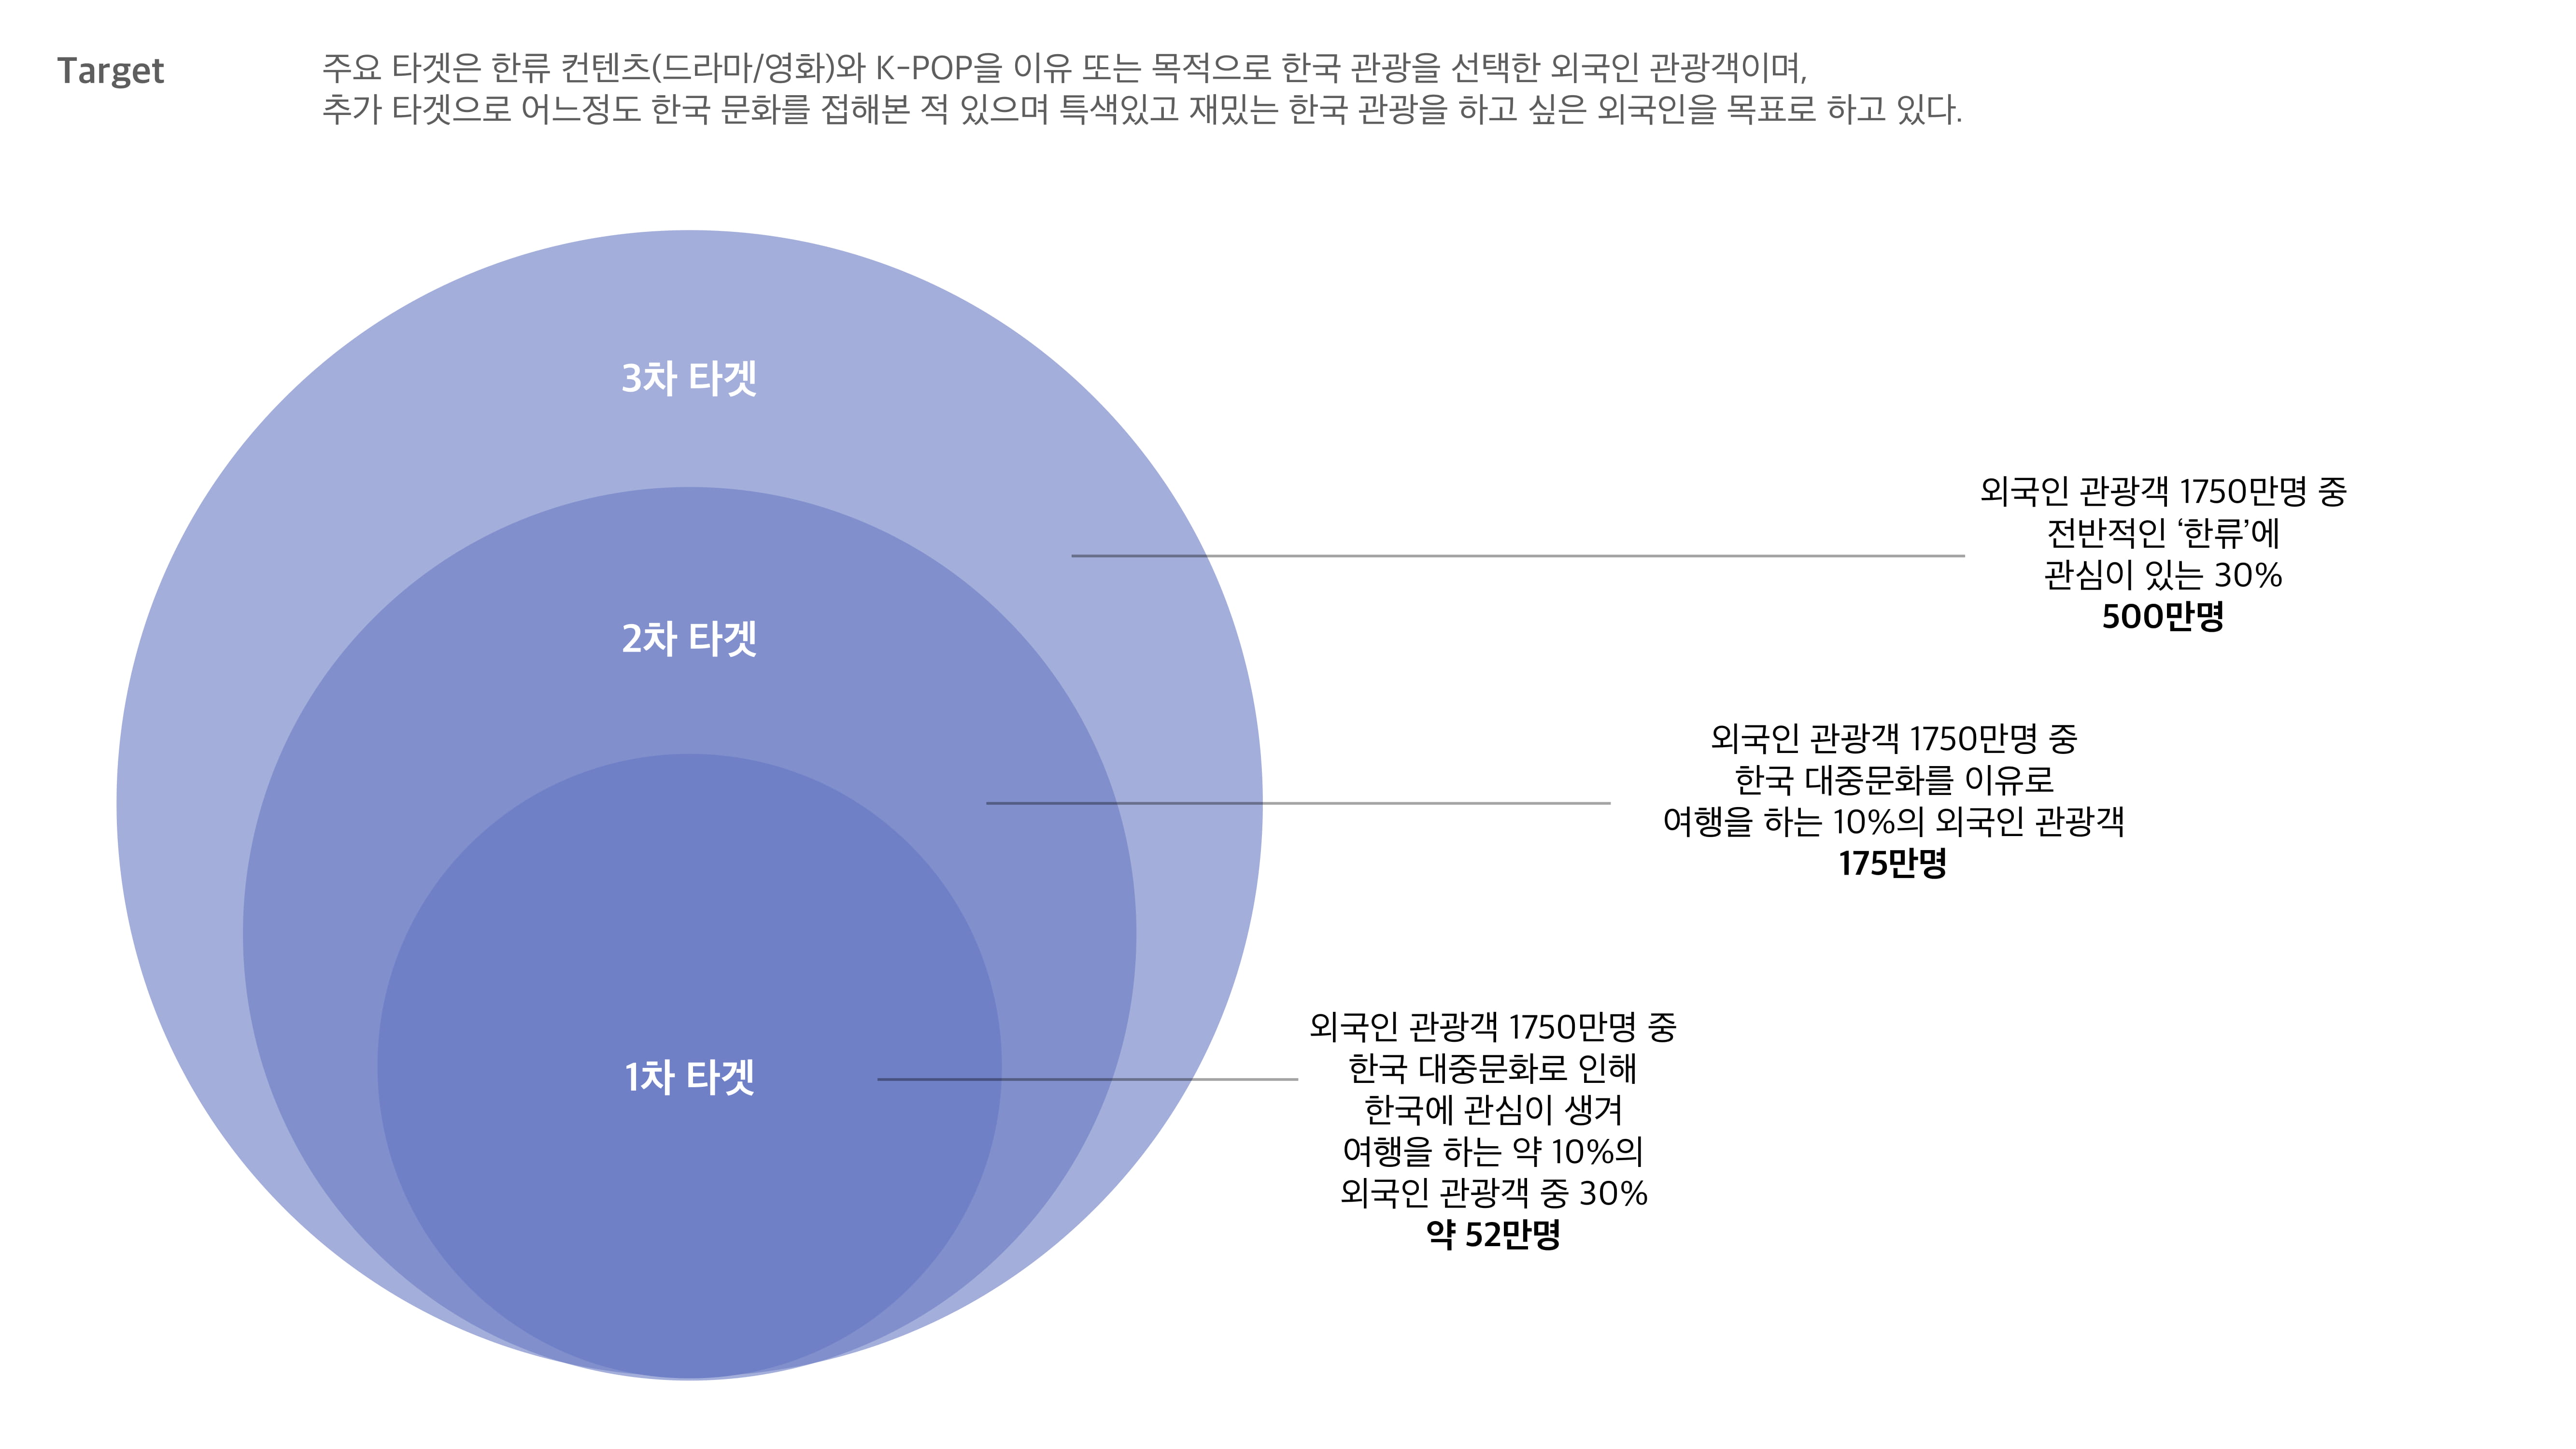 Target
주요 타겟은 한류 컨텐츠(드라마/영화)와 K-POP을 이유 또는 목적으로 한국 관광을 선택한 외국인 관광객이며,
추가 타겟으로 어느정도 한국 문화를 접해본 적 있으며 특색있고 재밌는 한국 관광을 하고 싶은 외국인을 목표로 하고 있다.
3차 타겟
외국인 관광객 1750만명 중
전반적인 ‘한류’에
관심이 있는 30%
500만명
2차 타겟
외국인 관광객 1750만명 중
한국 대중문화를 이유로
여행을 하는 10%의 외국인 관광객
175만명
1차 타겟
외국인 관광객 1750만명 중
한국 대중문화로 인해
한국에 관심이 생겨
여행을 하는 약 10%의
외국인 관광객 중 30%
약 52만명